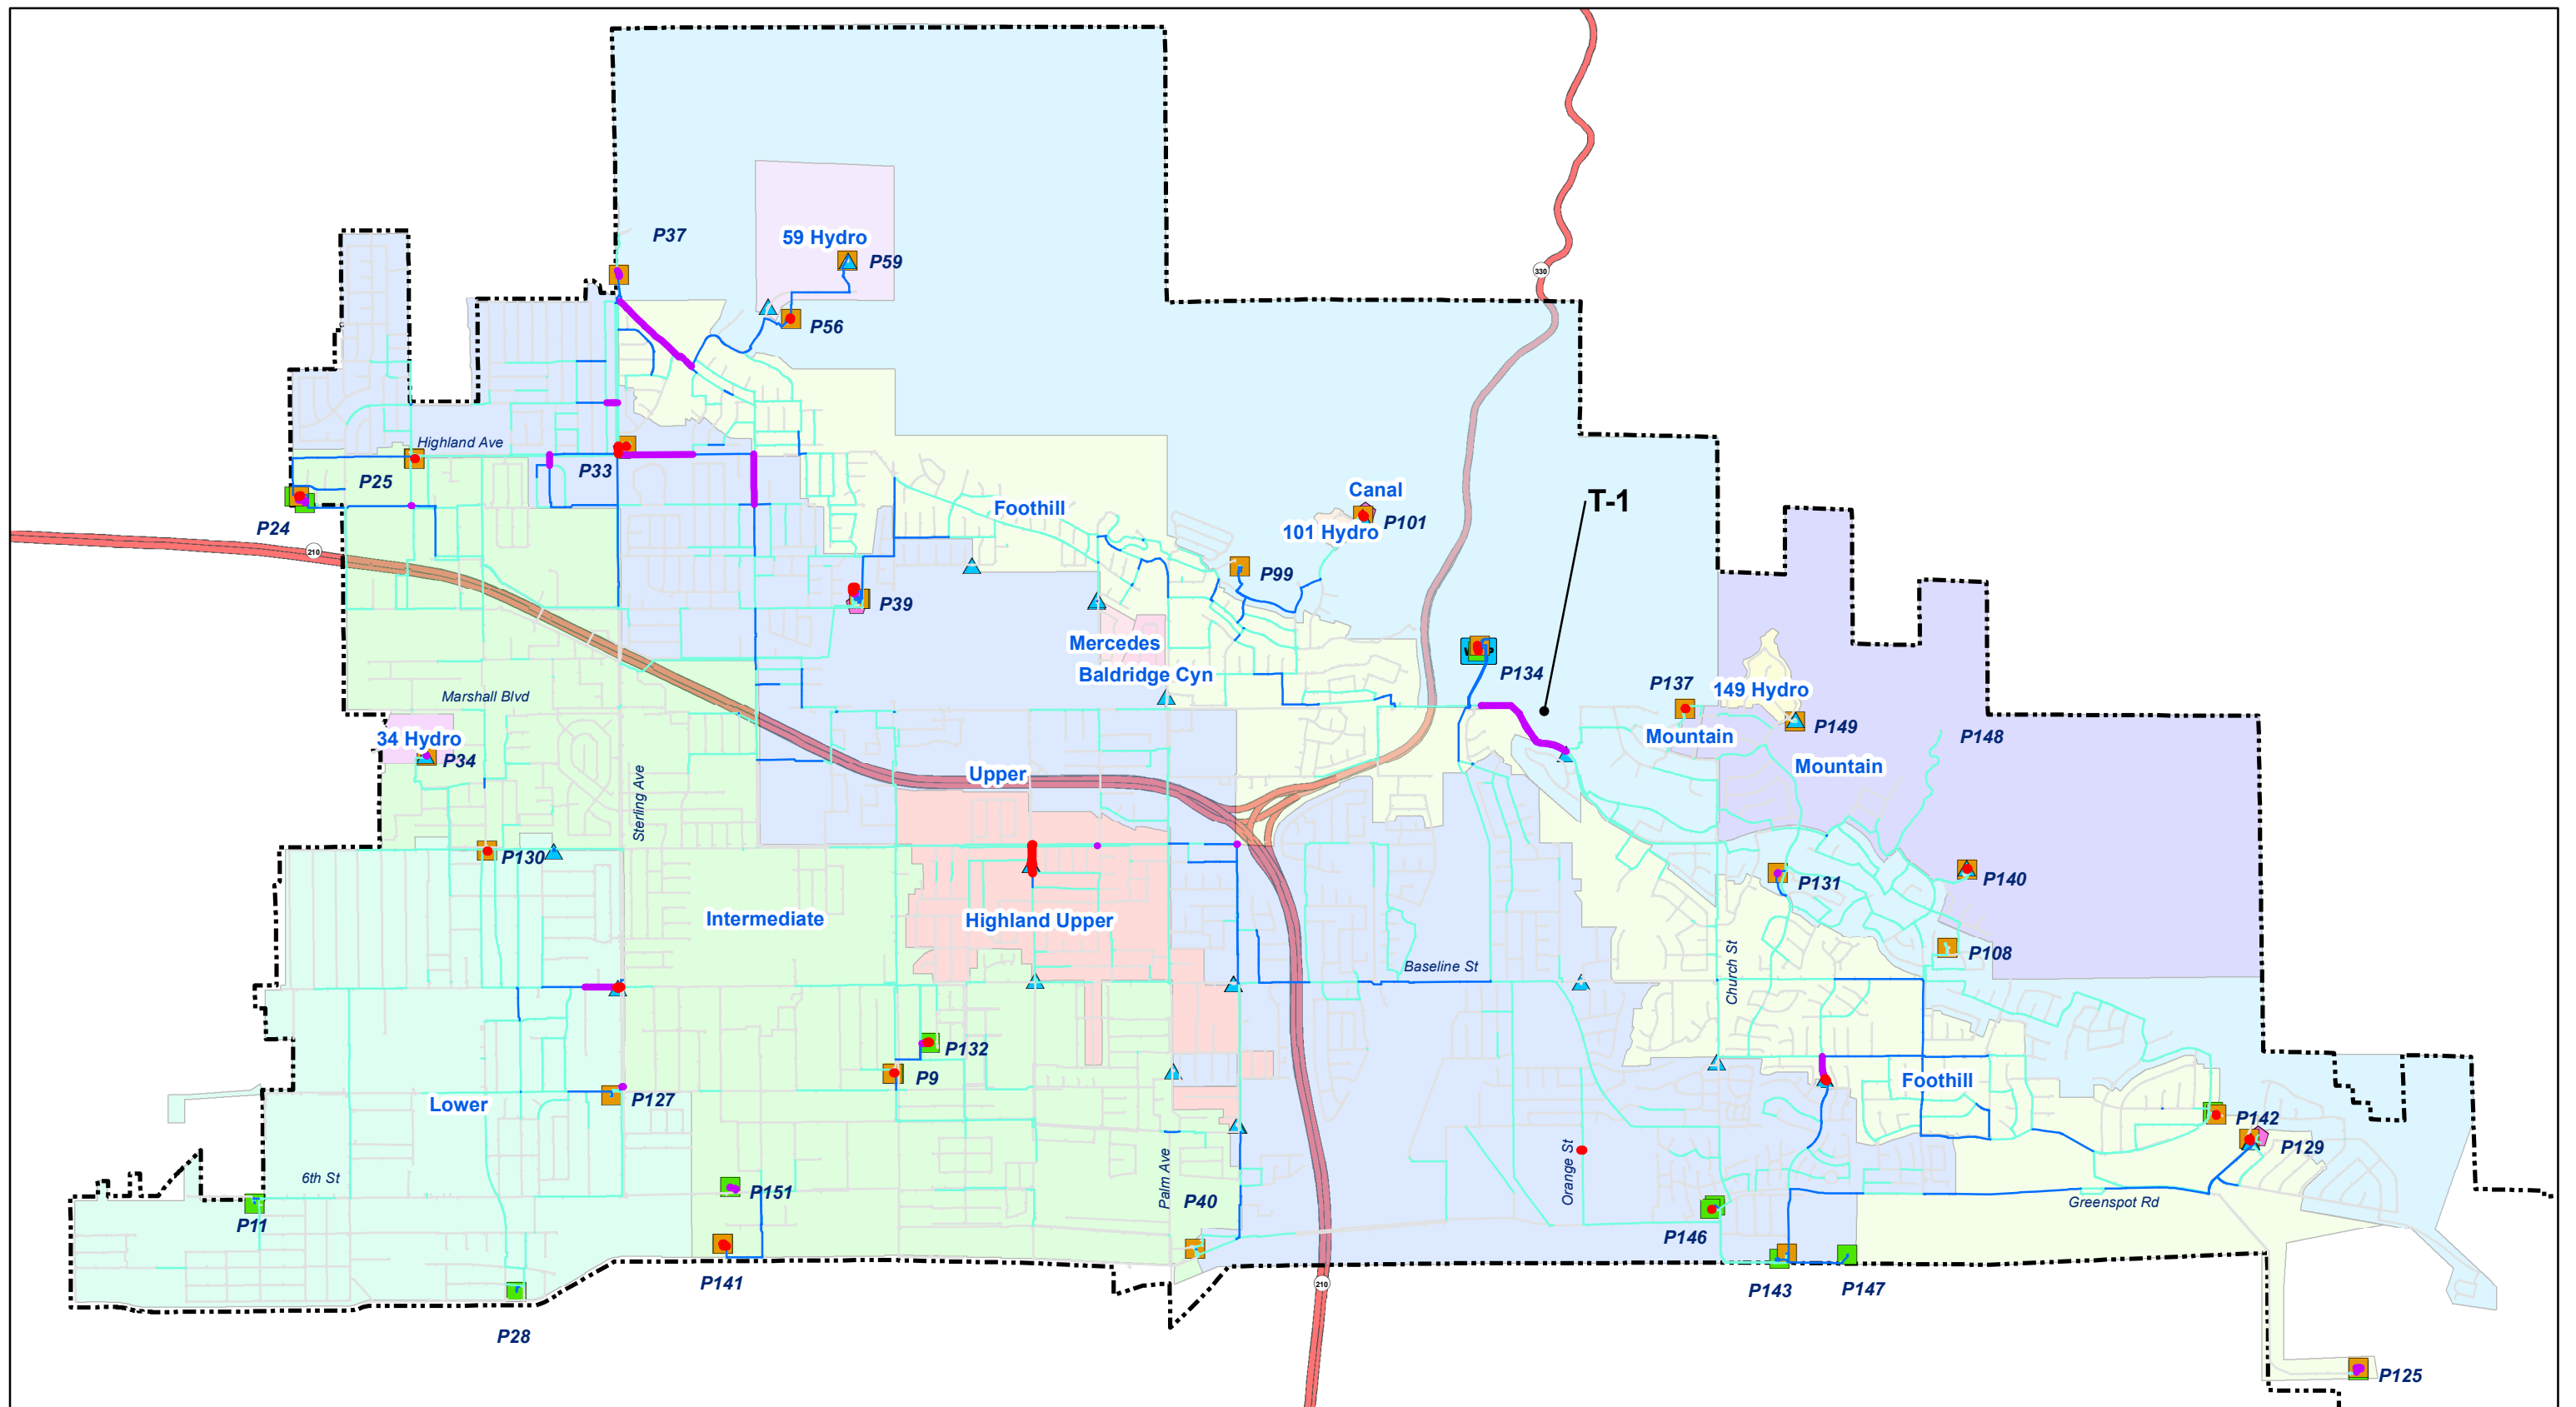 330
P37
59 Hydro
P59
P56
Highland Ave
P33
P25
P24
210
Foothill
Canal
P101
101 Hydro
T-1
P99
P39
Mercedes
Baldridge Cyn
P134
P137
149 Hydro
P149
P148
Mountain
Mountain
Marshall Blvd
34 Hydro
P34
Sterling Ave
Upper
P130
P131
P140
Intermediate
Highland Upper
P108
Baseline St
Church St
P132
P9
P127
Lower
Foothill
P142
P129
6th St
P151
Palm Ave
P40
Orange St
Greenspot Rd
P11
P146
P141
P143
P147
210
P28
P125